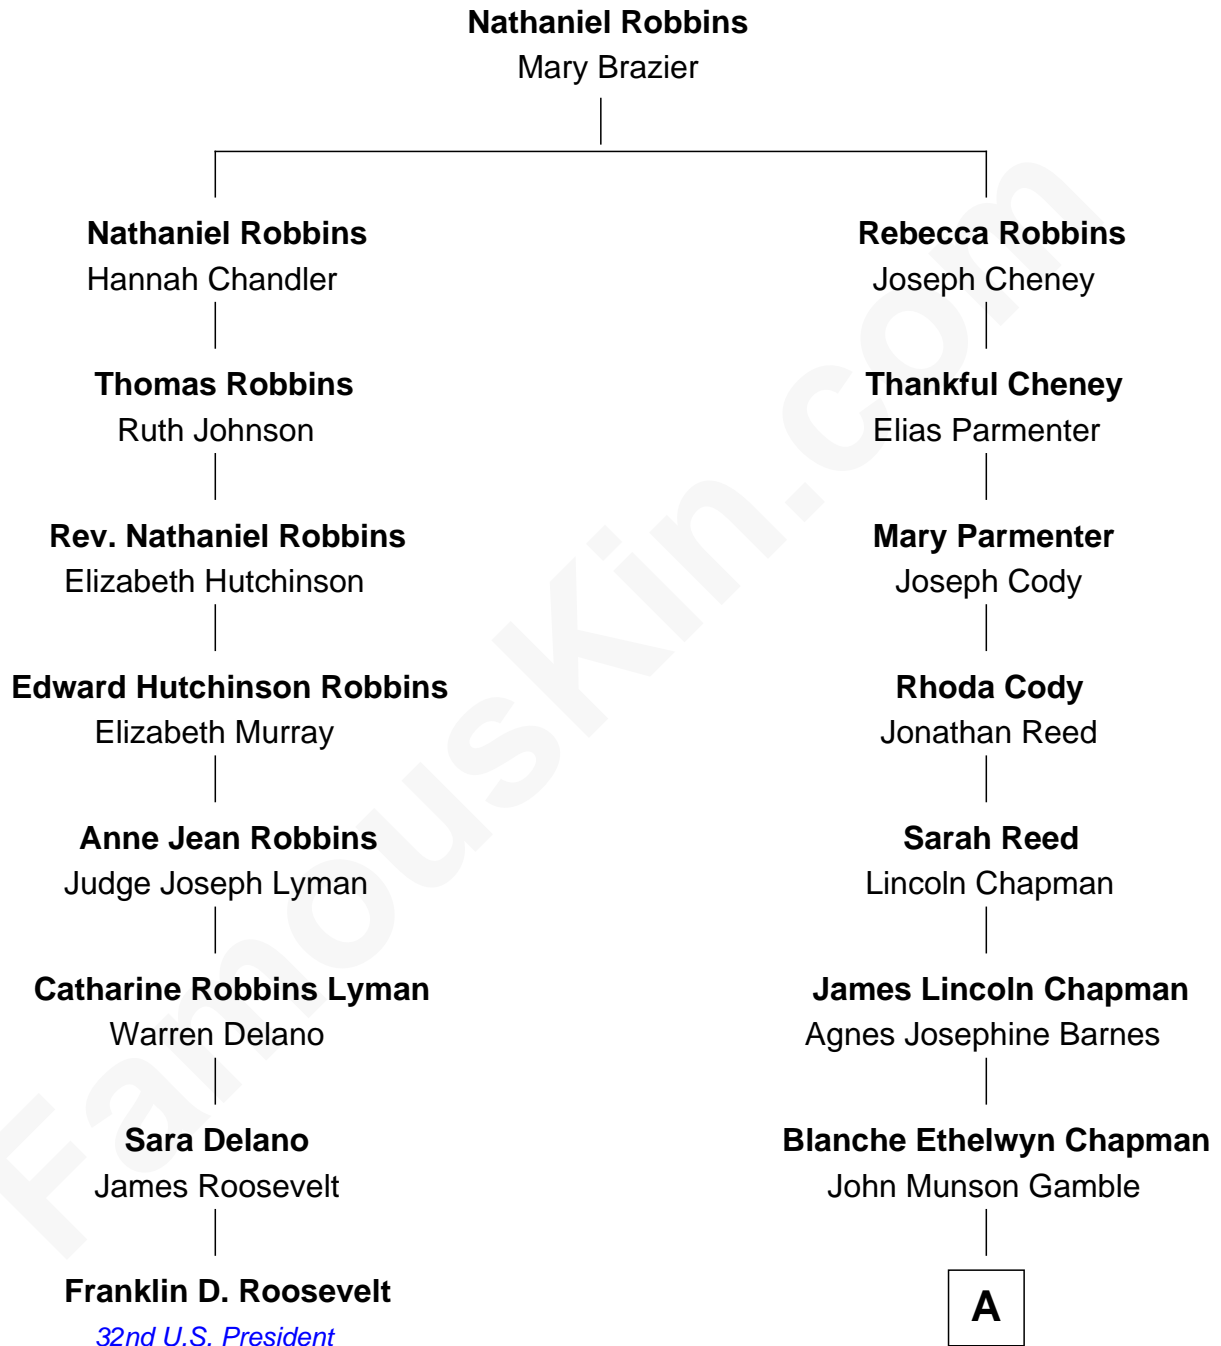 Nathaniel Robbins
Mary Brazier
Nathaniel Robbins
Hannah Chandler
Rebecca Robbins
Joseph Cheney
Thomas Robbins
Ruth Johnson
Thankful Cheney
Elias Parmenter
Rev. Nathaniel Robbins
Elizabeth Hutchinson
Mary Parmenter
Joseph Cody
Edward Hutchinson Robbins
Elizabeth Murray
Rhoda Cody
Jonathan Reed
Anne Jean Robbins
Judge Joseph Lyman
Sarah Reed
Lincoln Chapman
Catharine Robbins Lyman
Warren Delano
James Lincoln Chapman
Agnes Josephine Barnes
Sara Delano
James Roosevelt
Blanche Ethelwyn Chapman
John Munson Gamble
Franklin D. Roosevelt
32nd U.S. President
A
FamousKin.com